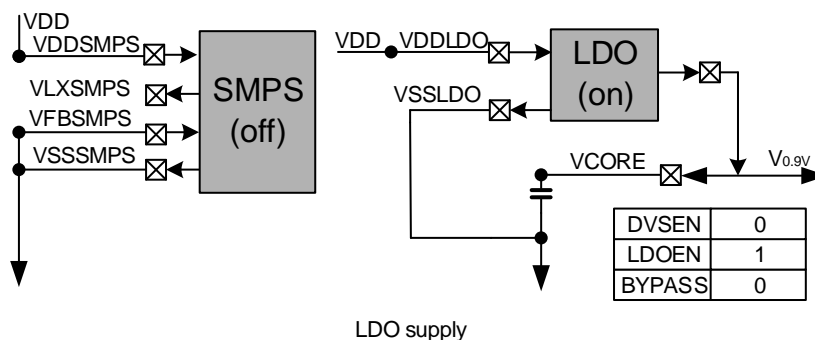 VDD
VDDSMPS
VLXSMPS
VFBSMPS
VSSSMPS
SMPS
(off)
VDD VDDLDO
LDO
(on)
VSSLDO
VCORE
V0.9V
DVSEN 0
LDOEN 1
BYPASS 0
LDO supply